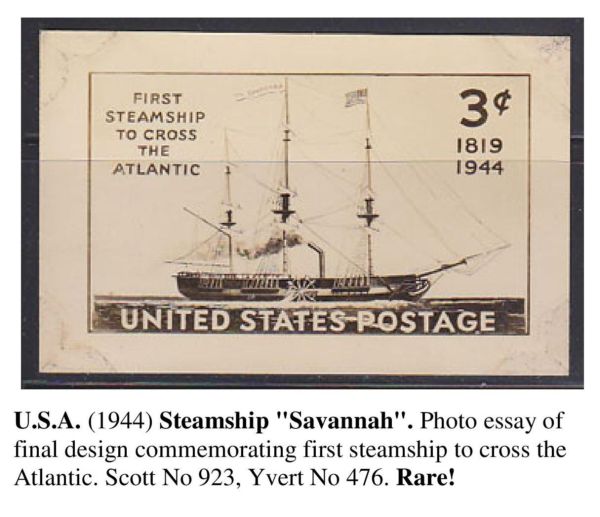 FIRST
STEAMSHIP
TO CROSS
THE
ATLANTIC
3¢
1819
1944
UNITED STATES POSTAGE
U.S.A. (1944) Steamship "Savannah". Photo essay of
final design commemorating first steamship to cross the
Atlantic. Scott No 923, Yvert No 476. Rare!